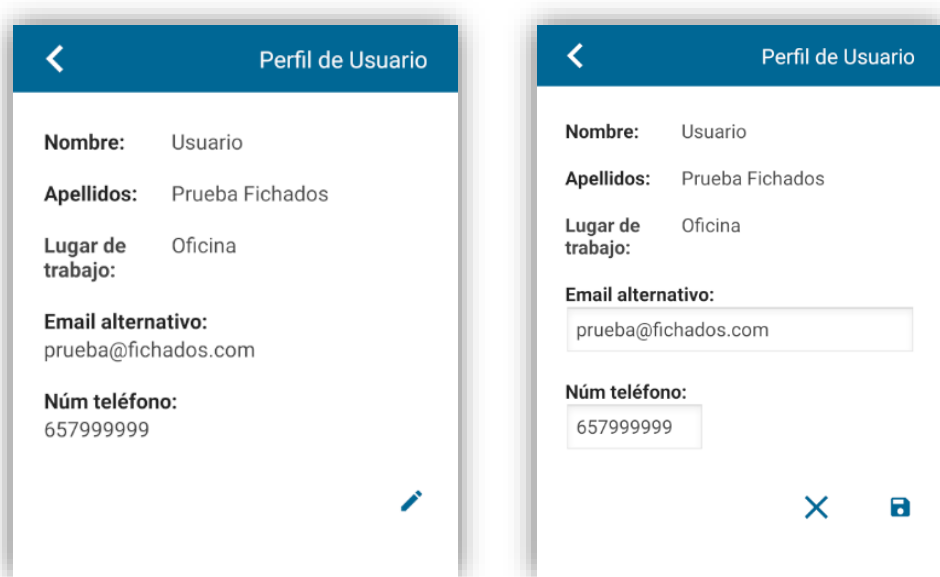 Perfil de Usuario
Nombre: Usuario
Apellidos: Prueba Fichados
Lugar de Oficina
trabajo:
Email alternativo:
prueba@fichados.com
Núm teléfono:
657999999
Perfil de Usuario
Nombre: Usuario
Apellidos: Prueba Fichados
Lugar de Oficina
trabajo:
Email alternativo:
prueba@fichados.com
Núm teléfono:
657999999